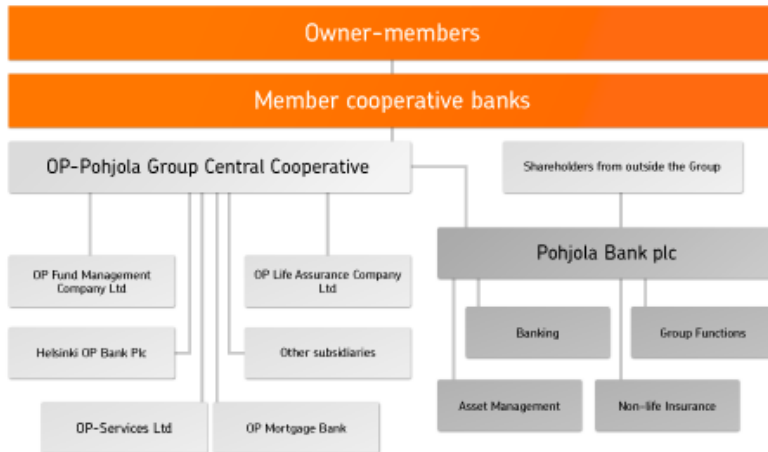 Owner-members
Member cooperative banks
OP-Pohjola Group Central Cooperative
Shareholders from outside the Group
Pohjola Bank plc
OP Fund Management
Company Ltd
OP Life Assurance Company
Ltd
Helsinki OP Bank Plc
Other subsidiaries
Banking
Group Functions
OP-Services Ltd
OP Mortgage Bank
Asset Management
Non-life Insurance